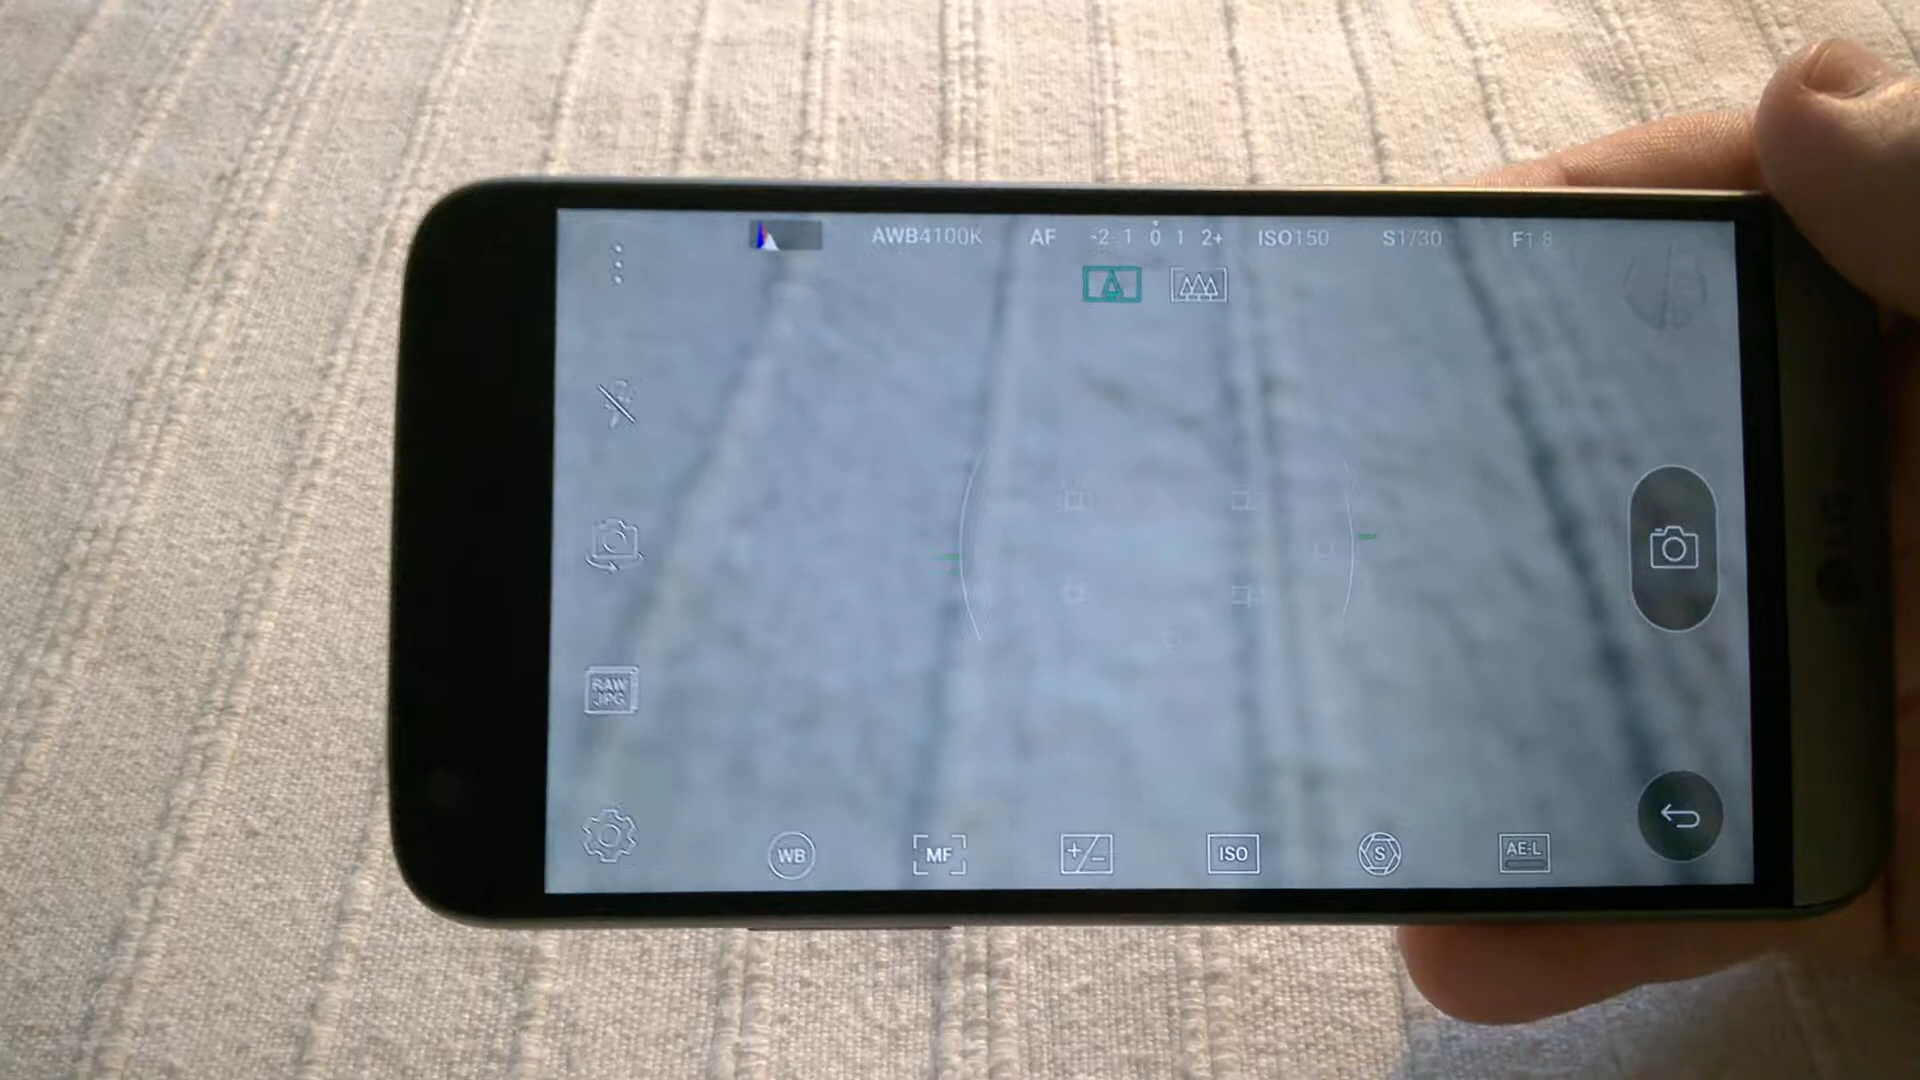 AWB4100K AF -2 1 0 1 2+ ISO150 S1/30 F1.8
RAW
JPG
WB MF +/- ISO S AE-L
LG